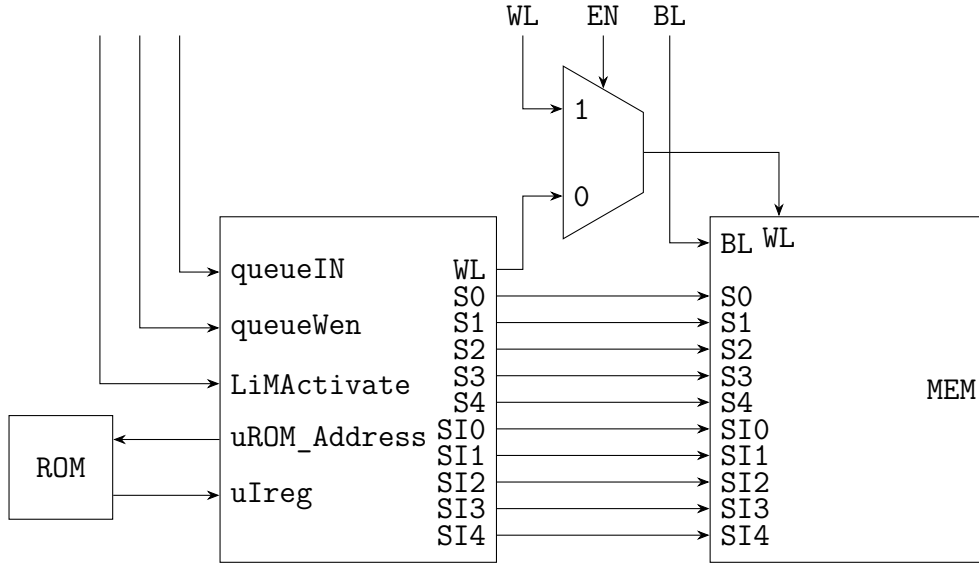 WL EN BL
1
0
queueIN
queueWen
LiMActivate
uROM_Address
uIreg
ROM
WL
S0
S1
S2
S3
S4
SI0
SI1
SI2
SI3
SI4
BL WL
S0
S1
S2
S3
S4
SI0
SI1
SI2
SI3
SI4
MEM